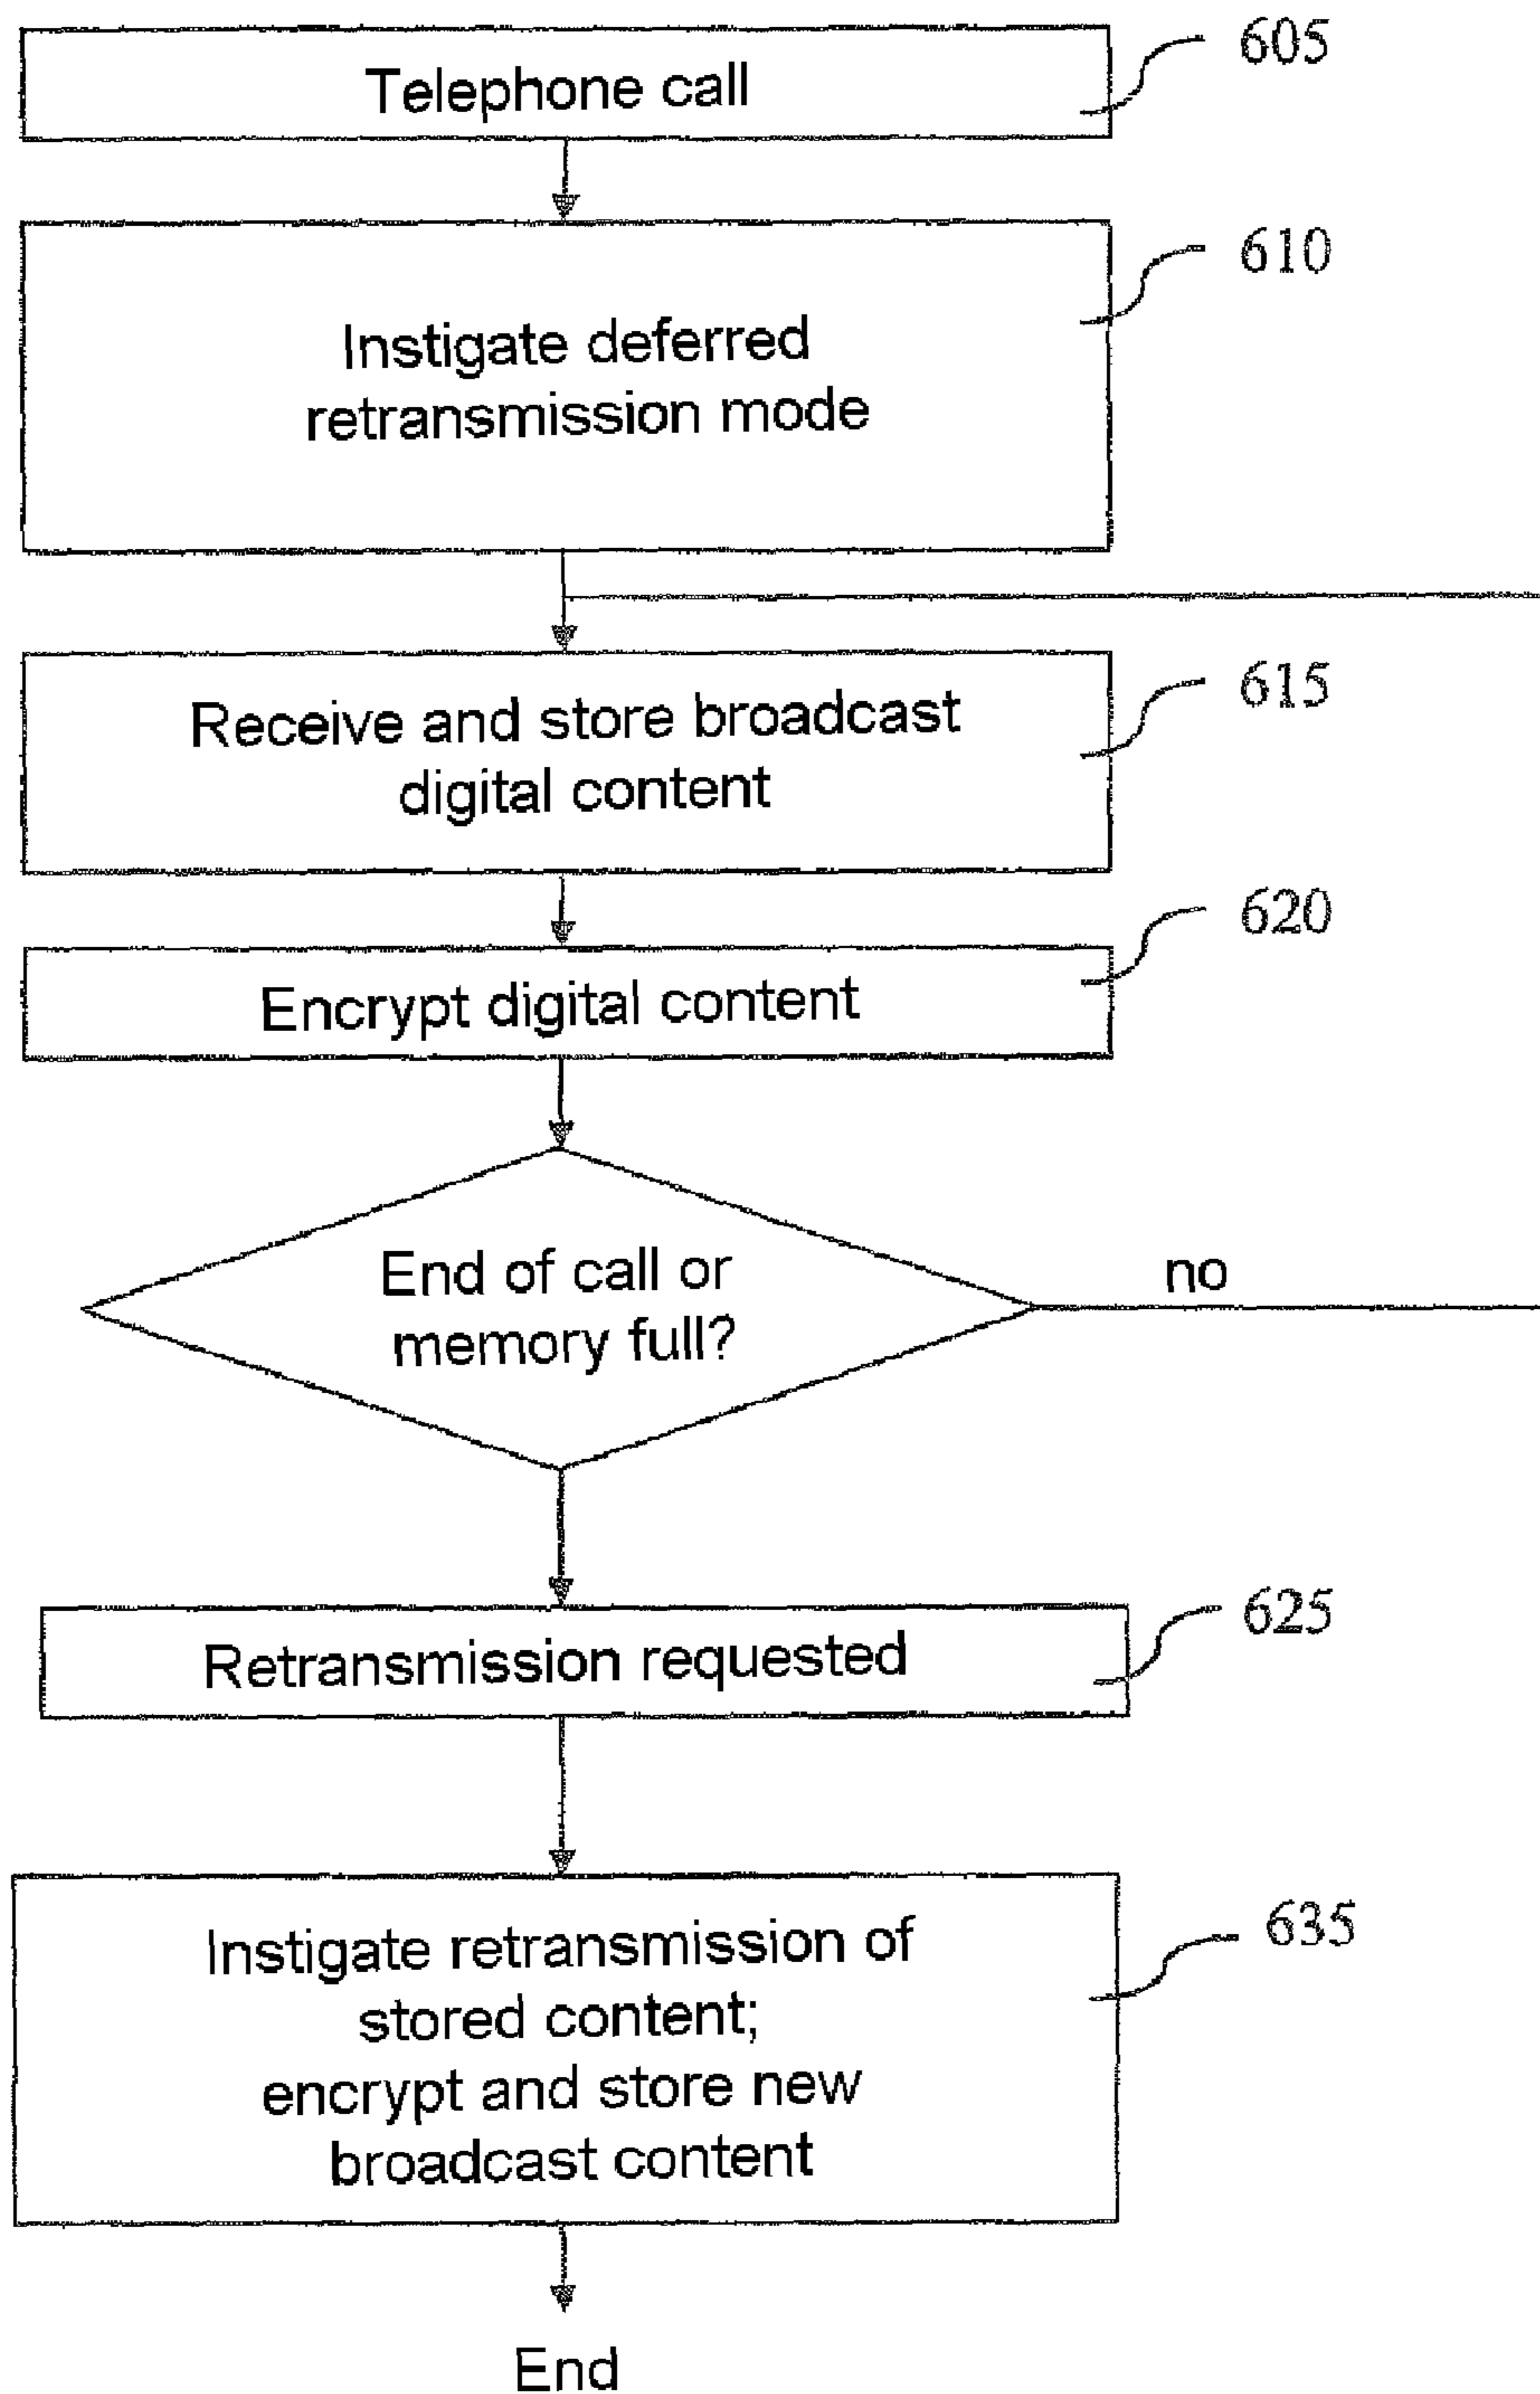 Telephone call
605
Instigate deferred
retransmission mode
610
Receive and store broadcast
digital content
615
Encrypt digital content
620
End of call or
memory full?
no
Retransmission requested
625
Instigate retransmission of
stored content;
encrypt and store new
broadcast content
635
End